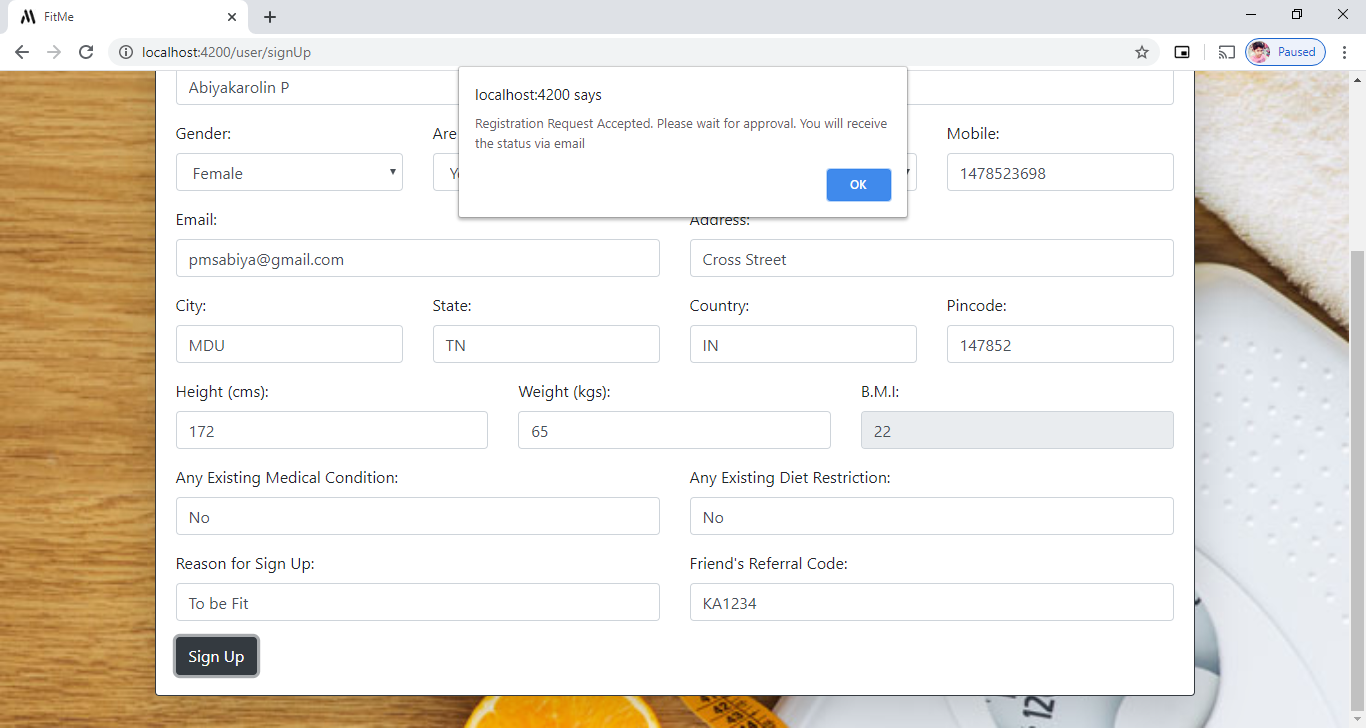 FitMe
localhost:4200/user/signUp
Paused
localhost:4200 says
Registration Request Accepted. Please wait for approval. You will receive
the status via email
OK
Abiyakarolin P
Gender:
Mobile:
Female
1478523698
Email:
Address:
pmsabiya@gmail.com
Cross Street
City:
State:
Country:
Pincode:
MDU
TN
IN
147852
Height (cms):
Weight (kgs):
B.M.I:
172
65
22
Any Existing Medical Condition:
Any Existing Diet Restriction:
No
No
Reason for Sign Up:
Friend's Referral Code:
To be Fit
KA1234
Sign Up